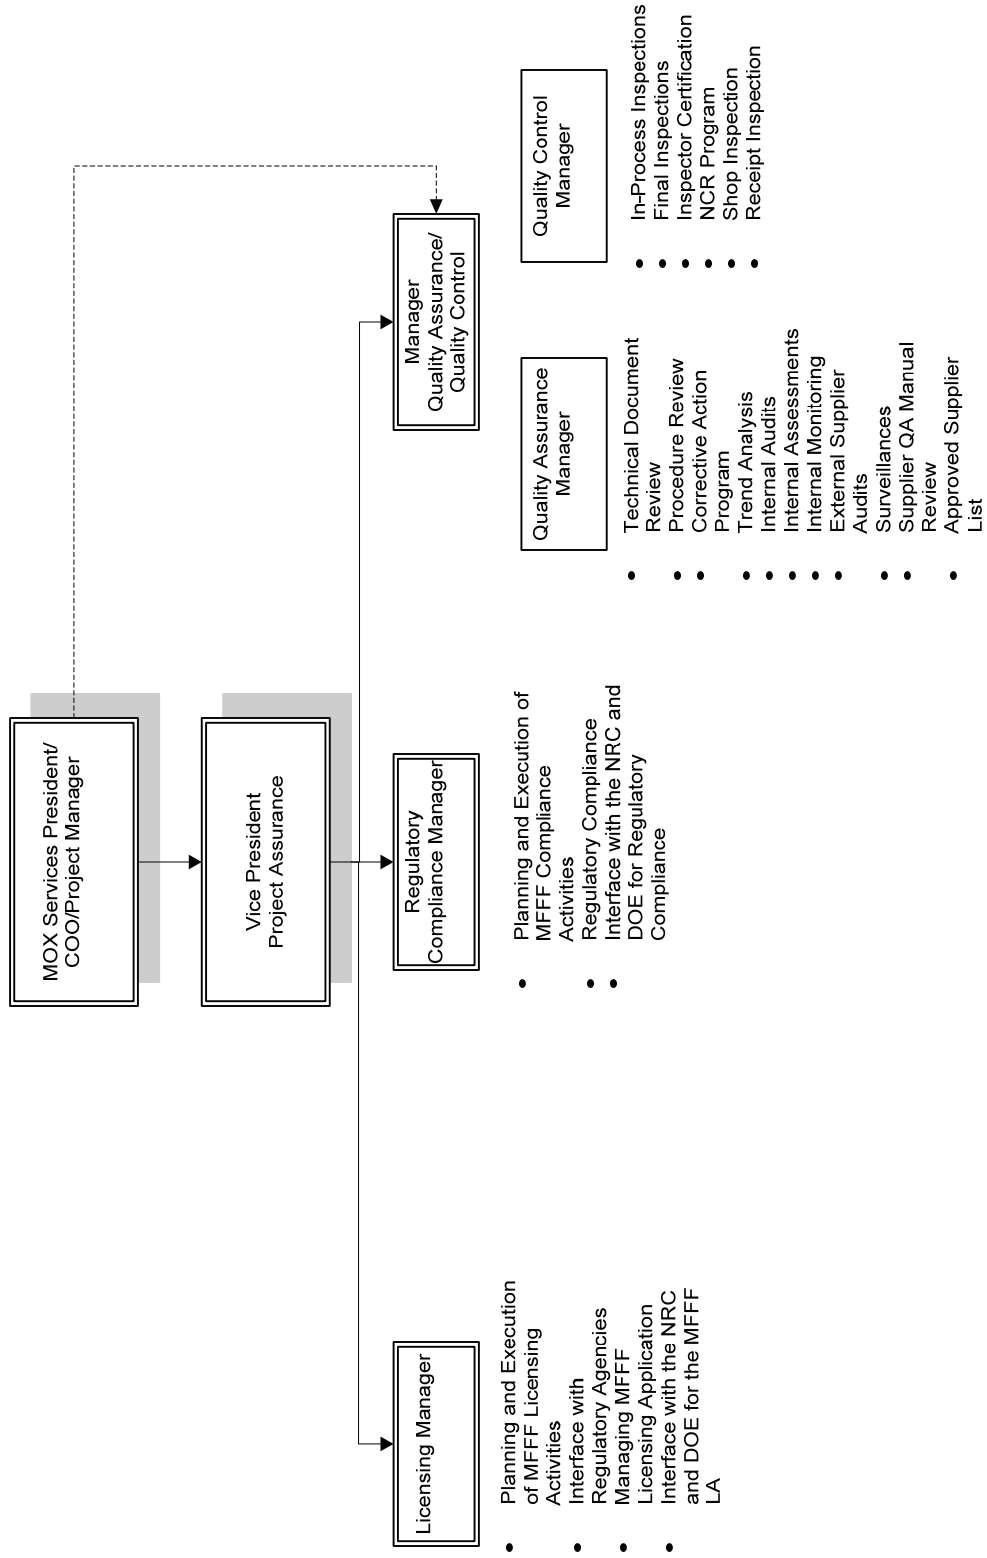 MOX Services President/
COO/Project Manager
Vice President
Project Assurance
Licensing Manager
• Planning and Execution
of MFFF Licensing
Activities
• Interface with
Regulatory Agencies
• Managing MFFF
Licensing Application
• Interface with the NRC
and DOE for the MFFF
LA
Regulatory
Compliance Manager
• Planning and Execution of
MFFF Compliance
Activities
• Regulatory Compliance
• Interface with the NRC and
DOE for Regulatory
Compliance
Manager
Quality Assurance/
Quality Control
Quality Assurance
Manager
• Technical Document
Review
• Procedure Review
• Corrective Action
Program
• Trend Analysis
• Internal Audits
• Internal Assessments
• Internal Monitoring
• External Supplier
Audits
• Surveillances
• Supplier QA Manual
Review
• Approved Supplier
List
Quality Control
Manager
• In-Process Inspections
• Final Inspections
• Inspector Certification
• NCR Program
• Shop Inspection
• Receipt Inspection